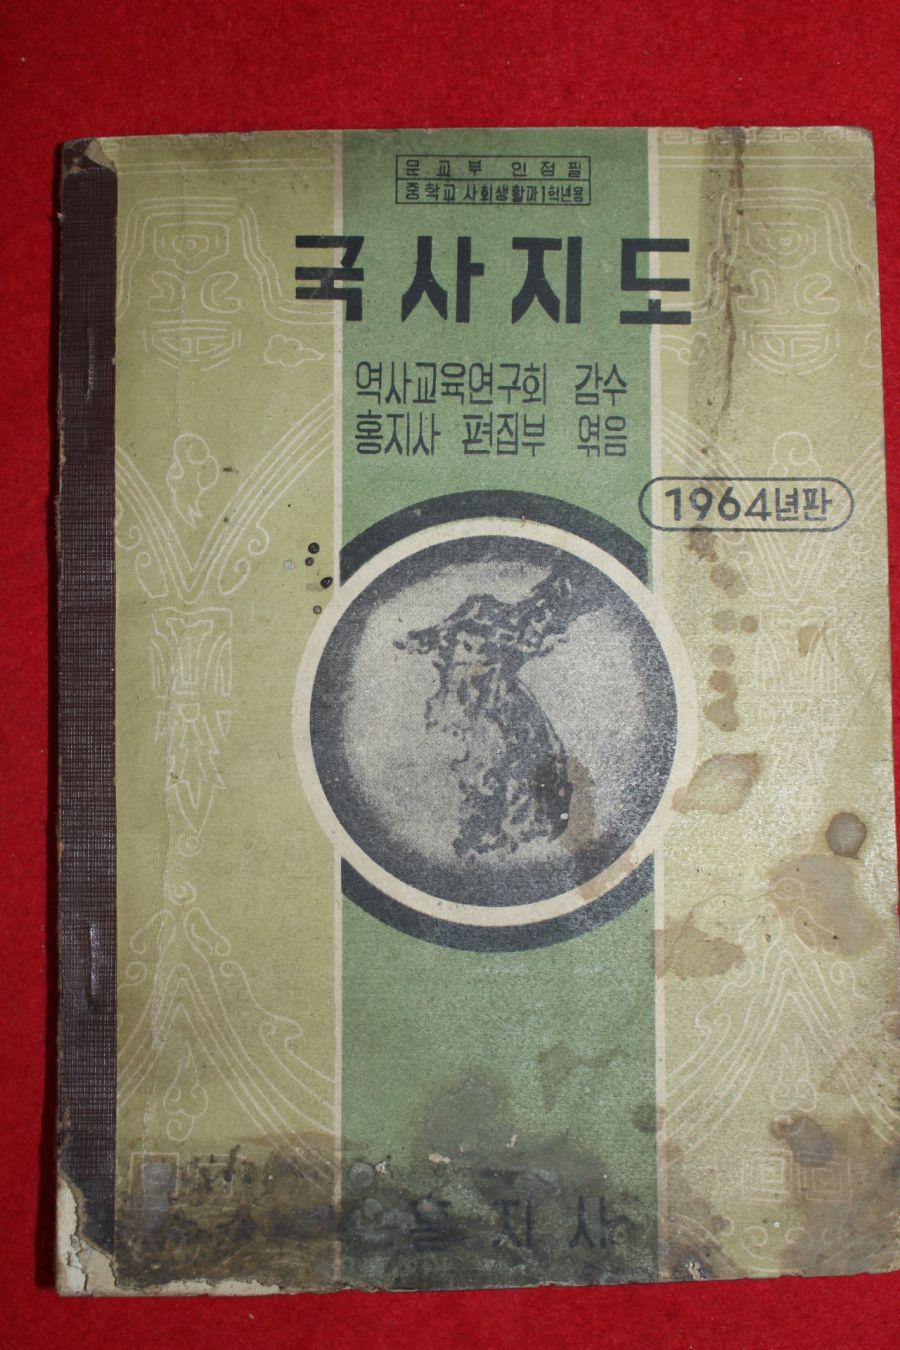 문교부 인정필
중학교 사회생활과 1학년용
국사지도
역사교육연구회 감수
홍지사 편집부 엮음
1964년판
홍지사